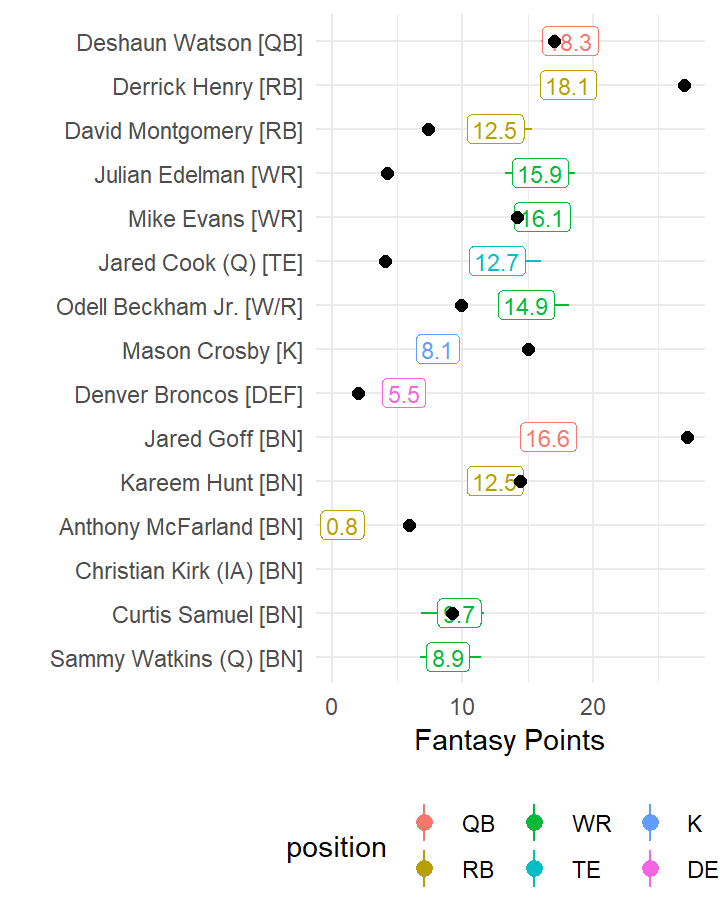 Deshaun Watson [QB] 18.3
Derrick Henry [RB] 18.1
David Montgomery [RB] 12.5
Julian Edelman [WR] 15.9
Mike Evans [WR] 16.1
Jared Cook (Q) [TE] 12.7
Odell Beckham Jr. [W/R] 14.9
Mason Crosby [K] 8.1
Denver Broncos [DEF] 5.5
Jared Goff [BN] 16.6
Kareem Hunt [BN] 12.5
Anthony McFarland [BN] 0.8
Christian Kirk (IA) [BN]
Curtis Samuel [BN] 9.7
Sammy Watkins (Q) [BN] 8.9
0 10 20
Fantasy Points
position QB WR K
RB TE DE